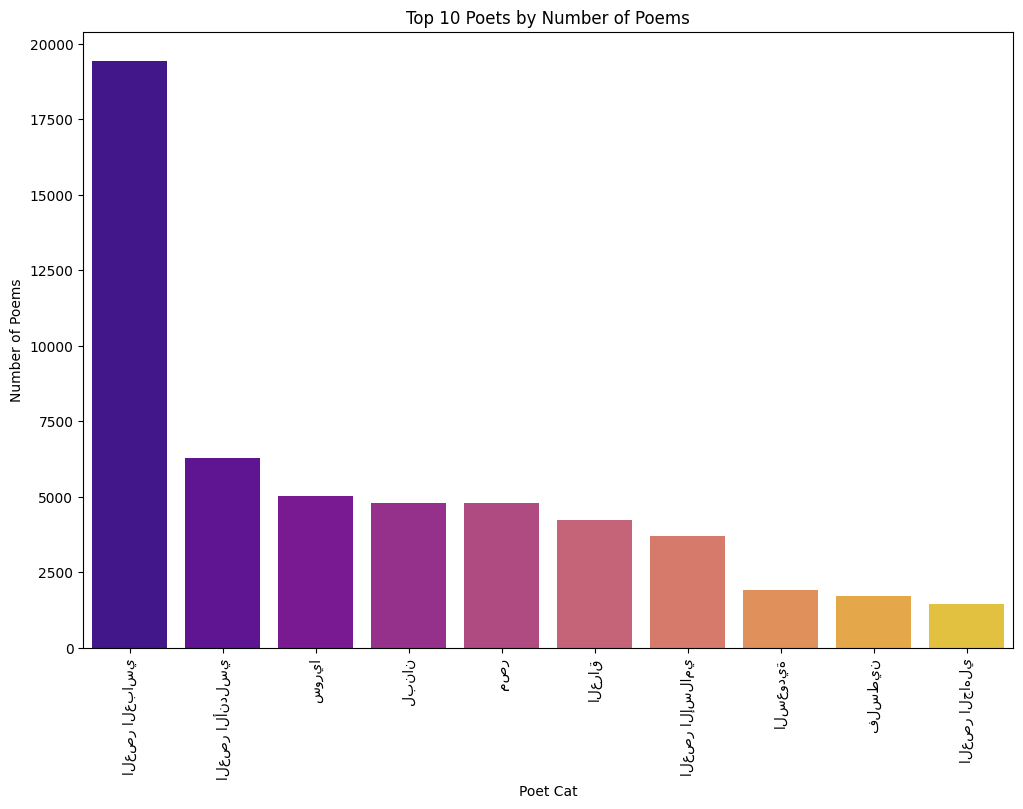 Top 10 Poets by Number of Poems
Number of Poems
20000
17500
15000
12500
10000
7500
5000
2500
0
العصر العباسي
العصر الأندلسي
سوريا
لبنان
مصر
العراق
العصر الإسلامي
السعودية
فلسطين
العصر الجاهلي
Poet Cat